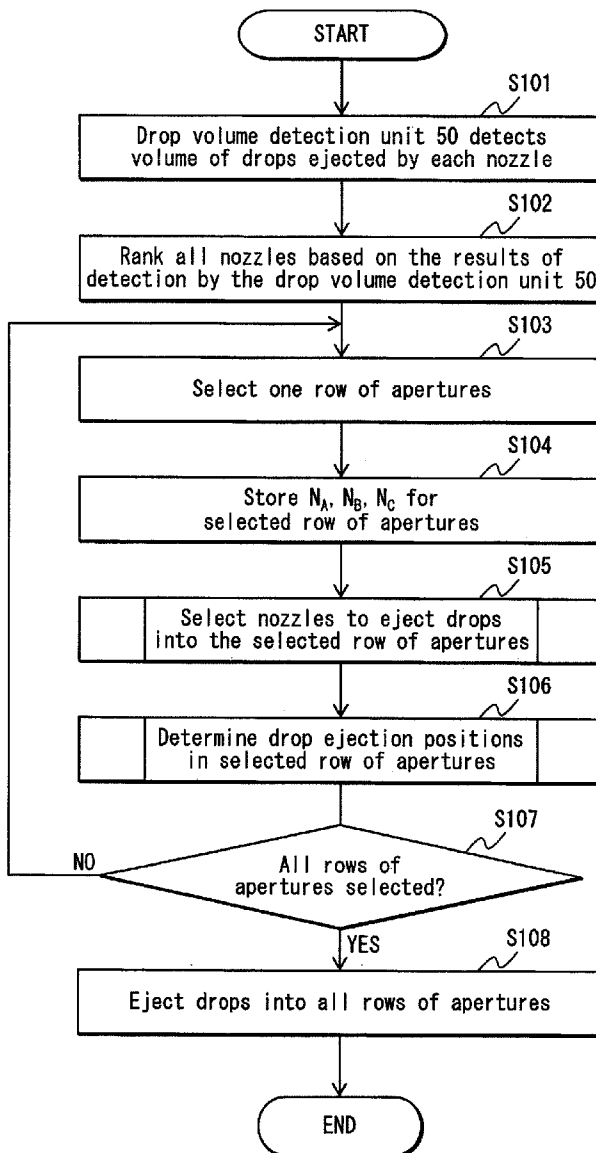 START
S101
Drop volume detection unit 50 detects
volume of drops ejected by each nozzle
S102
Rank all nozzles based on the results of
detection by the drop volume detection unit 50
S103
Select one row of apertures
S104
Store N_A, N_B, N_C for
selected row of apertures
S105
Select nozzles to eject drops
into the selected row of apertures
S106
Determine drop ejection positions
in selected row of apertures
S107
NO
All rows of
apertures selected?
YES
S108
Eject drops into all rows of apertures
END